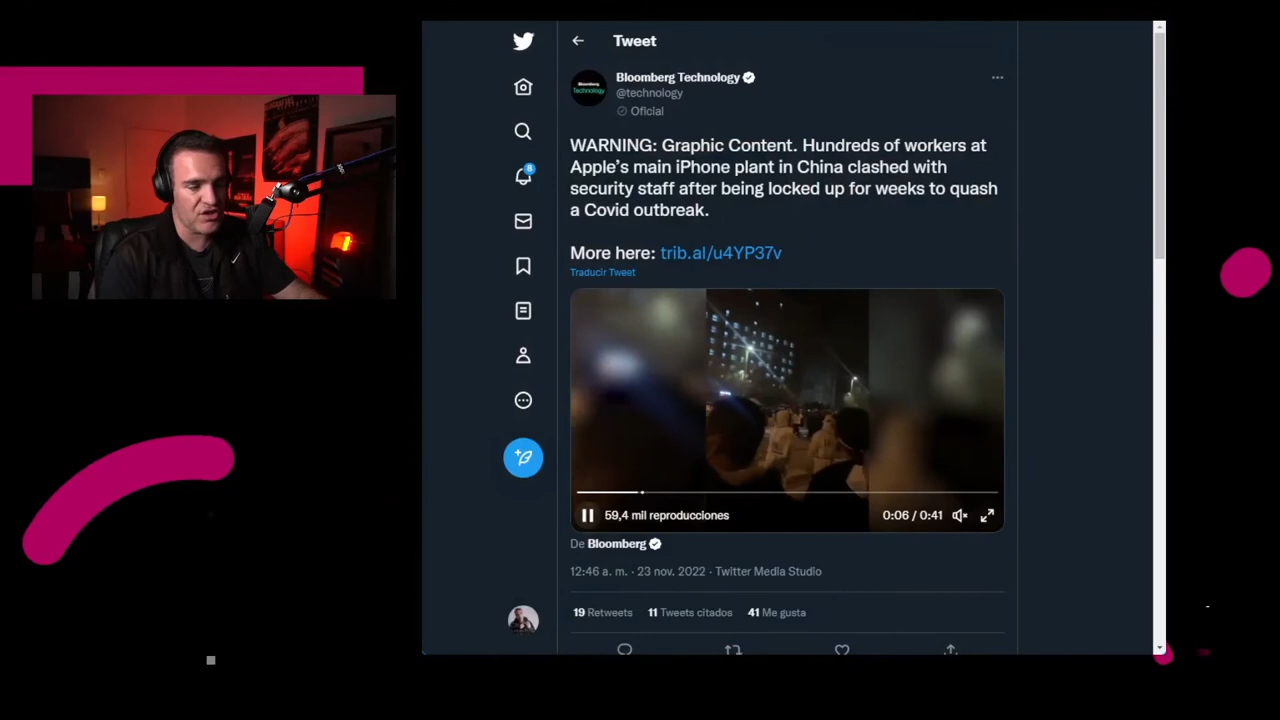 Tweet
Bloomberg
Technology
Bloomberg Technology
@technology
Oficial
WARNING: Graphic Content. Hundreds of workers at
Apple’s main iPhone plant in China clashed with
security staff after being locked up for weeks to quash
a Covid outbreak.
More here: trib.al/u4YP37v
Traducir Tweet
59,4 mil reproducciones
0:06 / 0:41
De Bloomberg
12:46 a. m. · 23 nov. 2022 · Twitter Media Studio
19 Retweets 11 Tweets citados 41 Me gusta
8